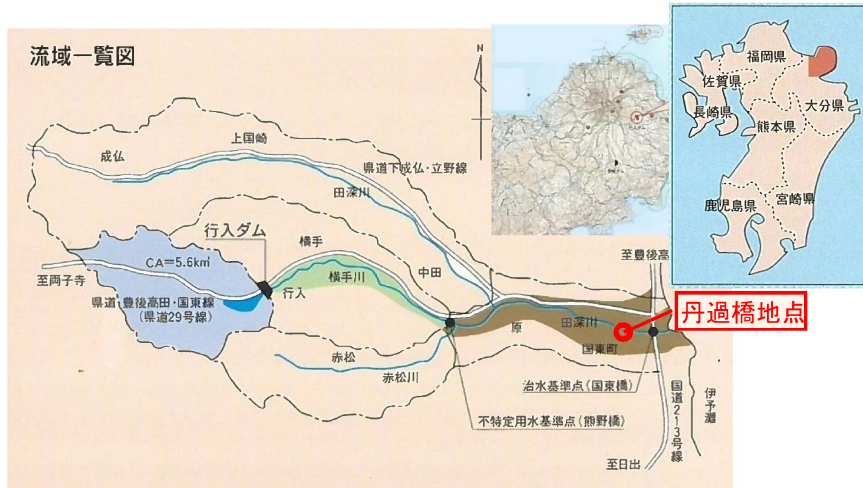 流域一覧図
N
成仏
上国崎
県道下成仏・立野線
田深川
行入ダム
横手
中田
CA=5.6k㎡
至両子寺
横手川
行入
県道・豊後高田・国東線
(県道29号線)
赤松
赤松川
原
田深川
国東町
至豊後高
丹過橋地点
治水基準点(国東橋)
不特定用水基準点(熊野橋)
国道213号線
伊予灘
至日出
行入ダム
福岡県
佐賀県
長崎県
大分県
熊本県
鹿児島県
宮崎県